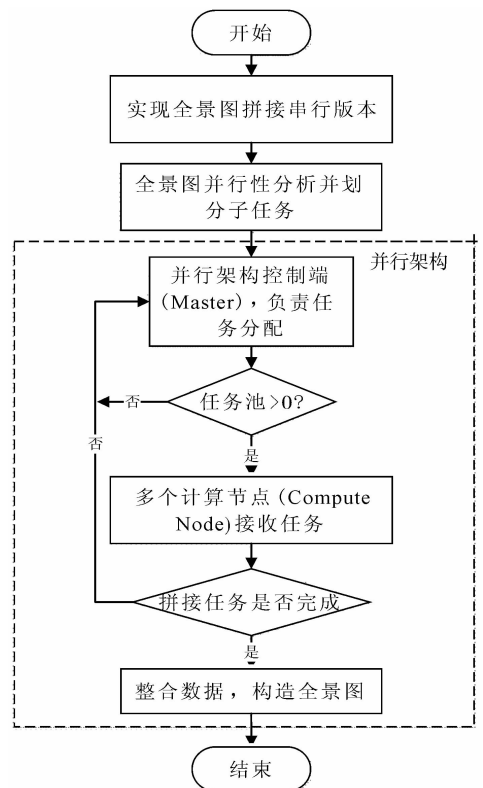 开始
实现全景图拼接串行版本
全景图并行性分析并划
分子任务
并行架构
并行架构控制端
(Master)，负责任
务分配
任务池>0?
否
否
是
多个计算节点(Compute
Node)接收任务
拼接任务是否完成
是
整合数据，构造全景图
结束